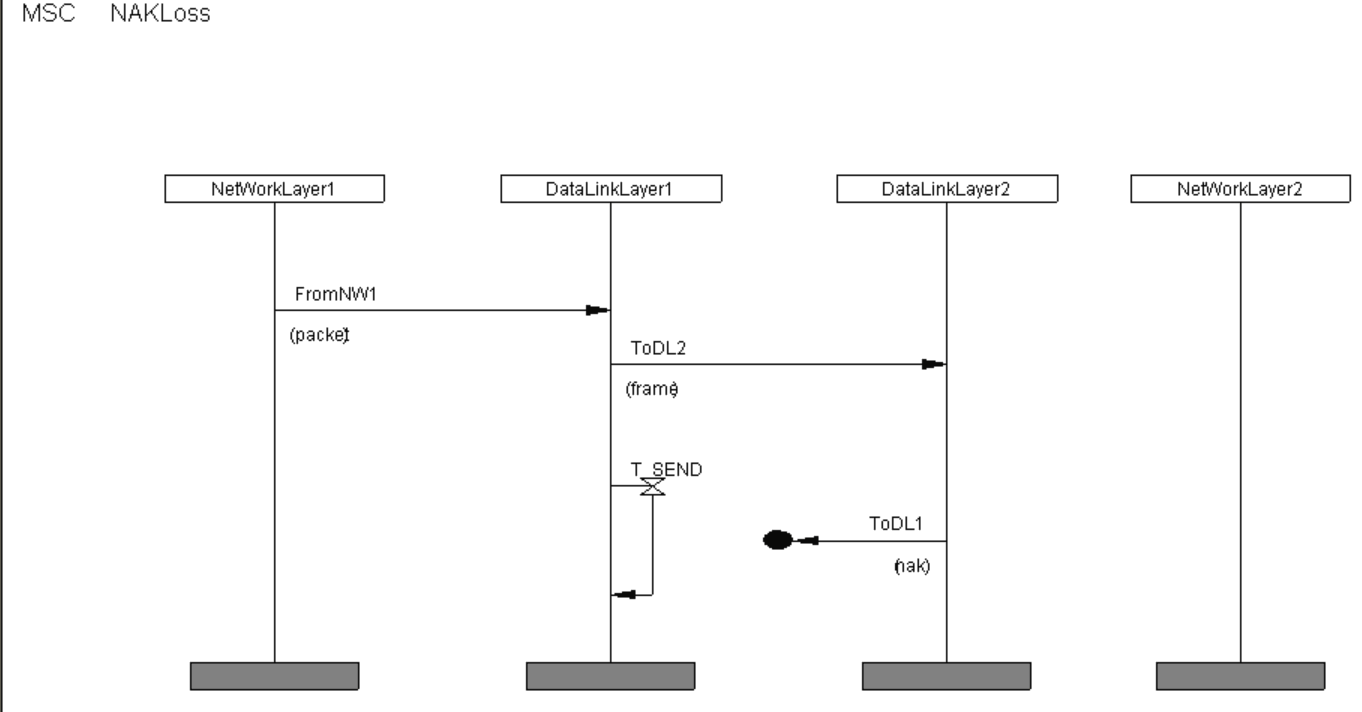 MSC NAKLoss
NetWorkLayer1
DataLinkLayer1
DataLinkLayer2
NetWorkLayer2
FromNW1
(packet)
ToDL2
(frame)
T_SEND
ToDL1
(nak)